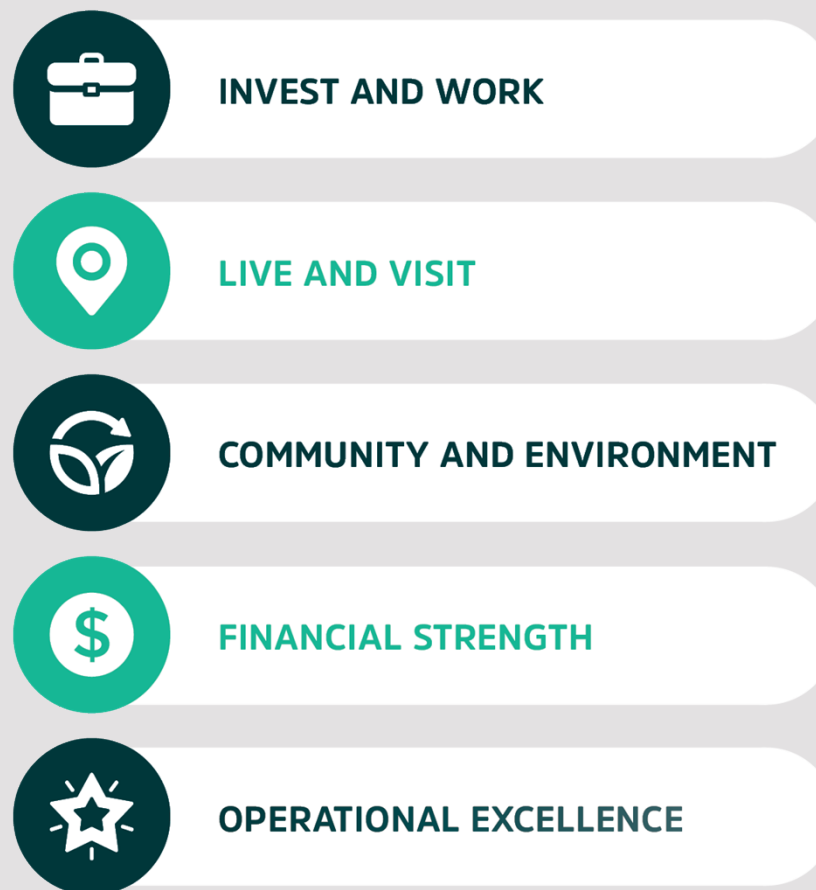 INVEST AND WORK
LIVE AND VISIT
COMMUNITY AND ENVIRONMENT
$
FINANCIAL STRENGTH
OPERATIONAL EXCELLENCE